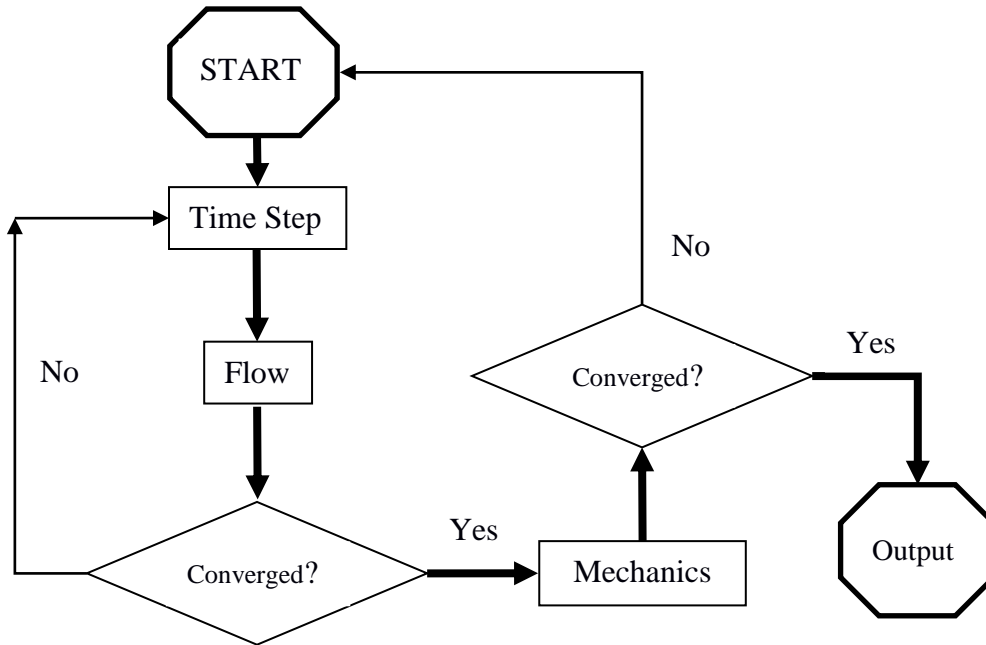 START
Time Step
No
No
Flow
Yes
Converged?
Yes
Converged?
Mechanics
Output